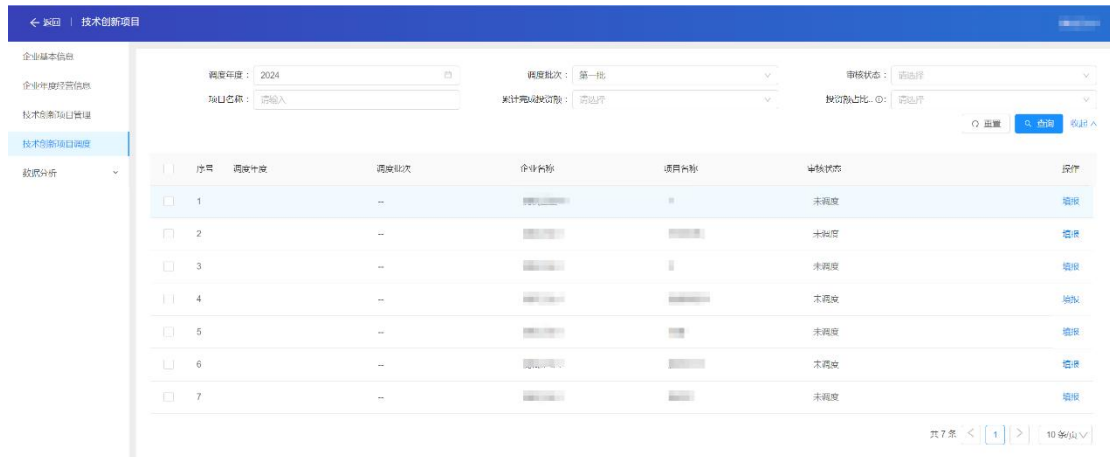 ← 返回 | 技术创新项目
企业基本信息
企业年度经营信息
技术创新项目管理
技术创新项目调度
数据分析
调度年度： 2024 调度批次： 第一批 审核状态： 请选择
项目名称： 请输入 累计完成投资额： 请选择 投资额占比...： 请选择
重置 查询 收起
序号 调度年度 调度批次 企业名称 项目名称 审核状态 操作
1 -- 未调度 填报
2 -- 未调度 填报
3 -- 未调度 填报
4 -- 未调度 填报
5 -- 未调度 填报
6 -- 未调度 填报
7 -- 未调度 填报
共 7 条 < 1 > 10 条/页